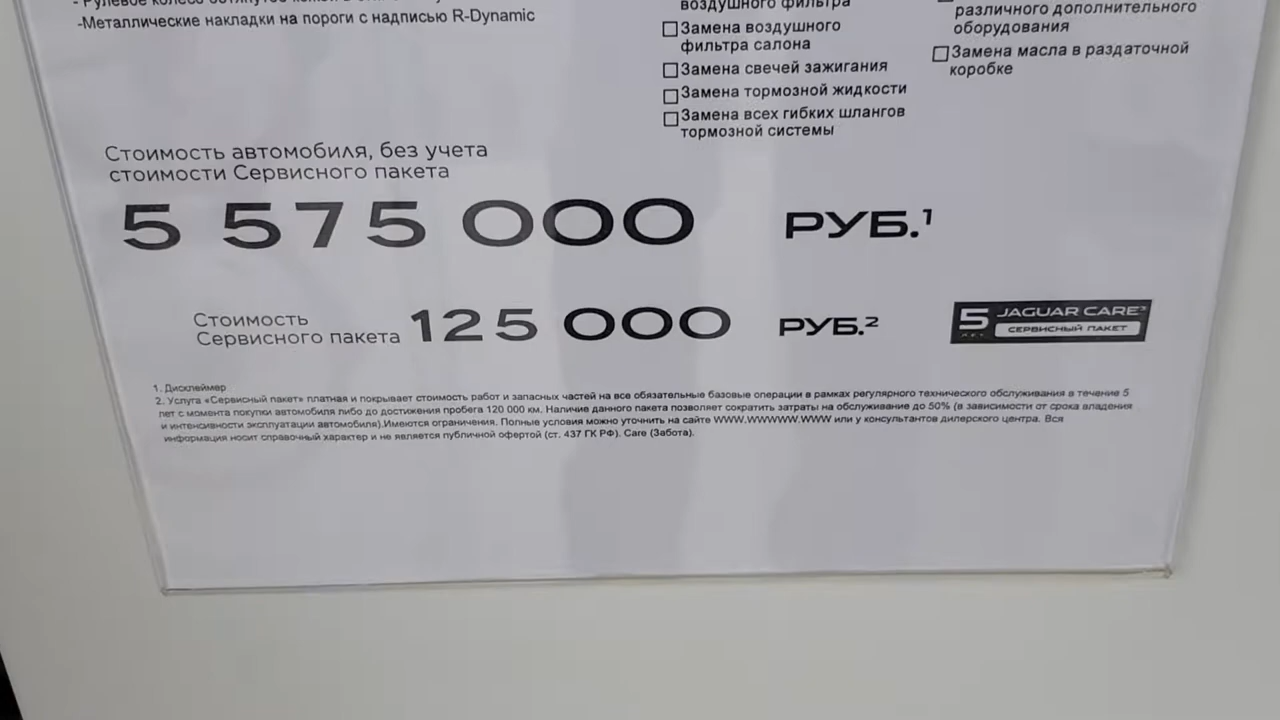 - Рулевое колесо обтянутое кожей
-Металлические накладки на пороги с надписью R-Dynamic
воздушного фильтра
Замена воздушного
фильтра салона
Замена свечей зажигания
Замена тормозной жидкости
Замена всех гибких шлангов
тормозной системы
различного дополнительного
оборудования
Замена масла в раздаточной
коробке
Стоимость автомобиля, без учета
стоимости Сервисного пакета
5 575 000 РУБ.¹
Стоимость
Сервисного пакета 125 000 РУБ.²
5 JAGUAR CARE
СЕРВИСНЫЙ ПАКЕТ
1. Дисклеймер
2. Услуга «Сервисный пакет» платная и покрывает стоимость работ и запасных частей на все обязательные базовые операции в рамках регулярного технического обслуживания в течение 5
лет с момента покупки автомобиля либо до достижения пробега 120 000 км. Наличие данного пакета позволяет сократить затраты на обслуживание до 50% (в зависимости от срока владения
и интенсивности эксплуатации автомобиля).Имеются ограничения. Полные условия можно уточнить на сайте WWW.WWWWW.WWW или у консультантов дилерского центра. Вся
информация носит справочный характер и не является публичной офертой (ст. 437 ГК РФ). Care (Забота).